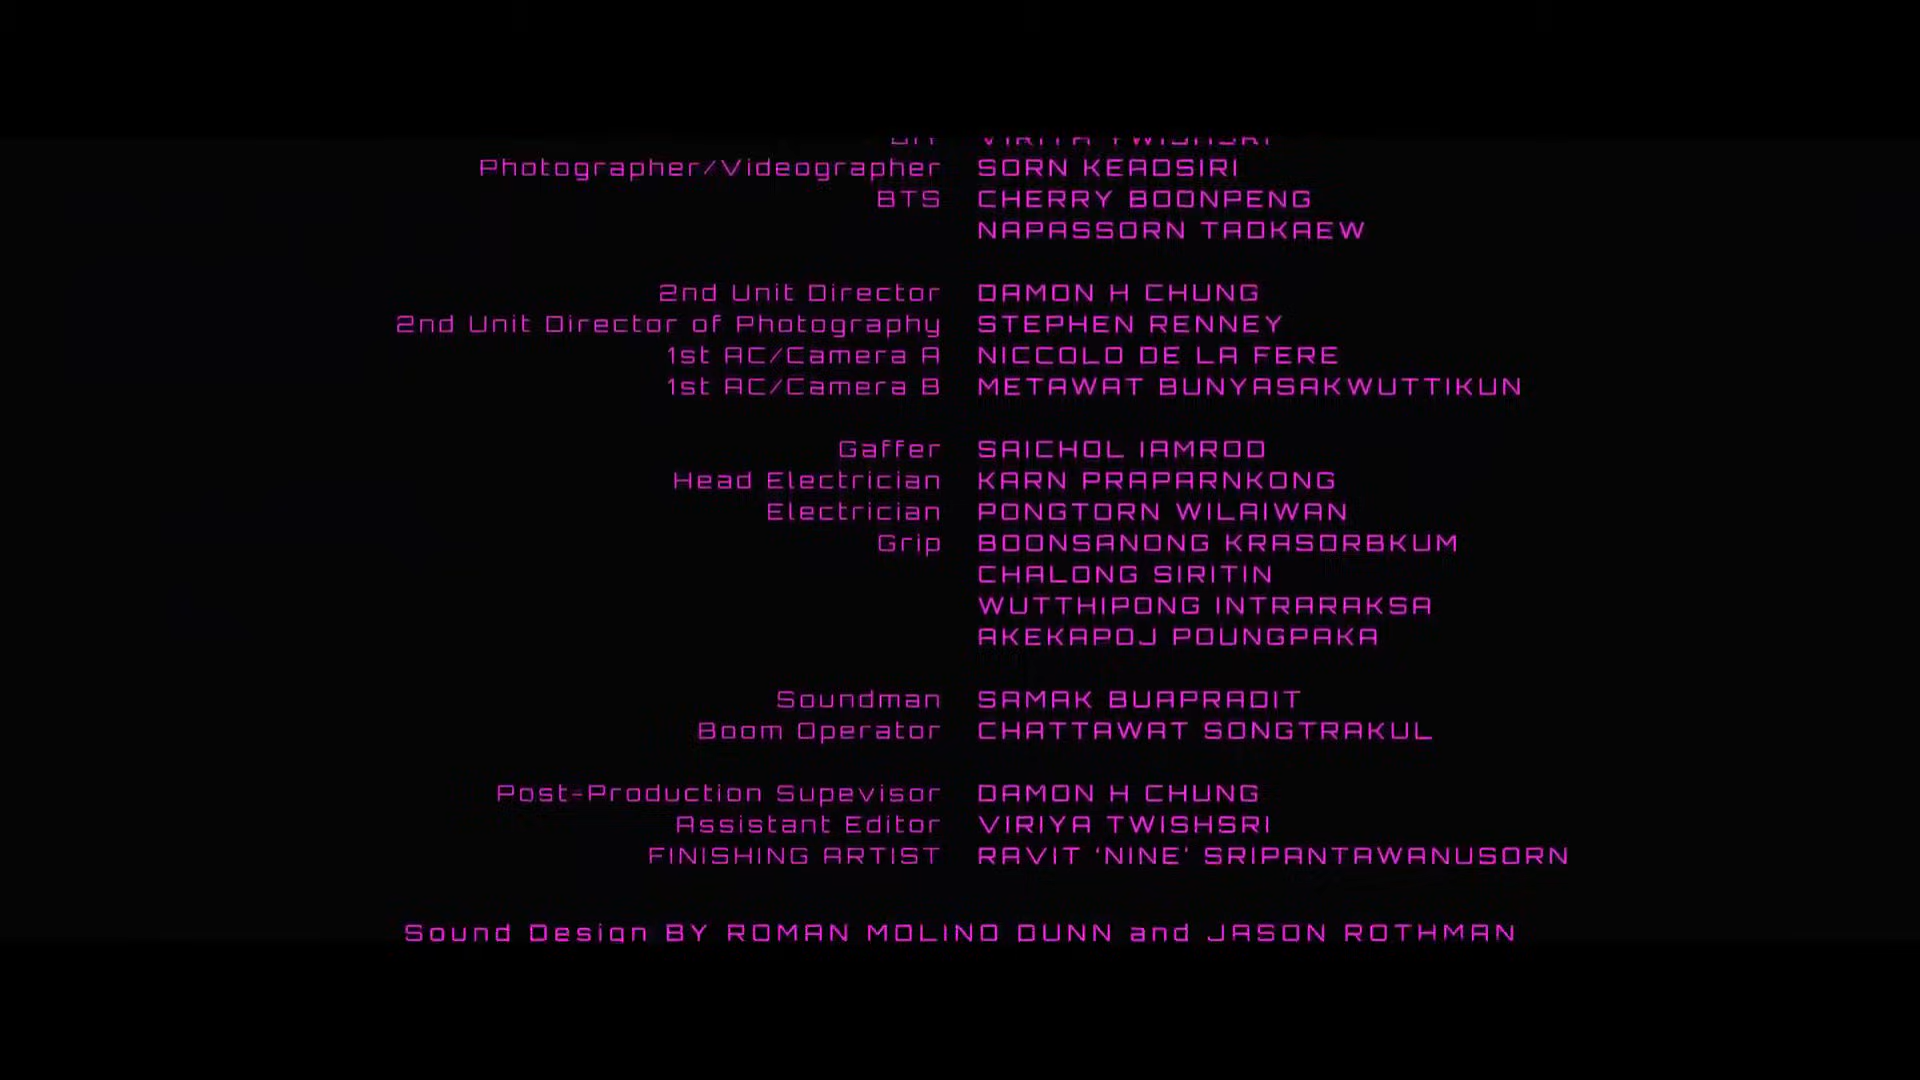 Photographer/Videographer SORN KEADSIRI
BTS CHERRY BOONPENG
NAPASSORN TAOKAEW
2nd Unit Director DAMON H CHUNG
2nd Unit Director of Photography STEPHEN RENNEY
1st AC/Camera A NICCOLO DE LA FERE
1st AC/Camera B METAWAT BUNYASAKWUTTIKUN
Gaffer SAICHOL IAMROD
Head Electrician KARN PRAPARNKONG
Electrician PONGTORN WILAIWAN
Grip BOONSANONG KRASORBKUM
CHALONG SIRITIN
WUTTHIPONG INTRARAKSA
AKEKAPOJ POUNGPAKA
Soundman SAMAK BUAPRADIT
Boom Operator CHATTAWAT SONGTRAKUL
Post-Production Supevisor DAMON H CHUNG
Assistant Editor VIRIYA TWISHSRI
FINISHING ARTIST RAVIT ‘NINE’ SRIPANTAWANUSORN
Sound Design BY ROMAN MOLINO DUNN and JASON ROTHMAN